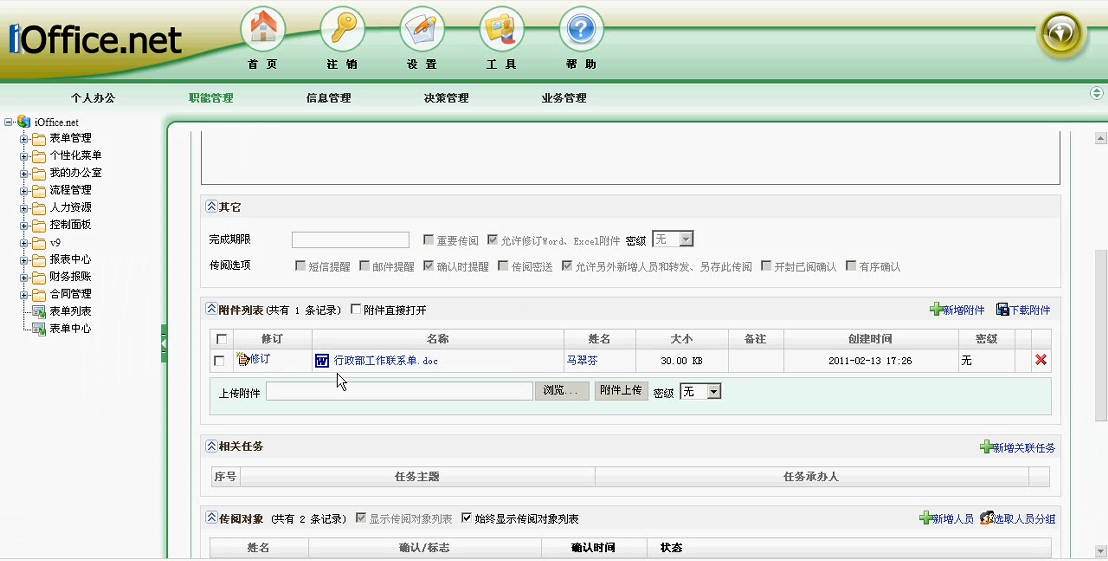 iOffice.net
首 页 注 销 设 置 工 具 帮 助
个人办公 职能管理 信息管理 决策管理 业务管理
iOffice.net
表单管理
个性化菜单
我的办公室
流程管理
人力资源
控制面板
v9
报表中心
财务报账
合同管理
表单列表
表单中心
其它
完成期限 重要传阅 允许修订Word、Excel附件 密级 无
传阅选项 短信提醒 邮件提醒 确认时提醒 传阅密送 允许另外新增人员和转发、另存此传阅 开封已阅确认 有序确认
附件列表(共有 1 条记录) 附件直接打开 新增附件 下载附件
修订 名称 姓名 大小 备注 创建时间 密级
修订 行政部工作联系单.doc 马翠芬 30.00 KB 2011-02-13 17:26 无
上传附件 浏览... 附件上传 密级 无
相关任务 新增关联任务
序号 任务主题 任务承办人
传阅对象 (共有 2 条记录) 显示传阅对象列表 始终显示传阅对象列表 新增人员 选取人员分组
姓名 确认/标志 确认时间 状态